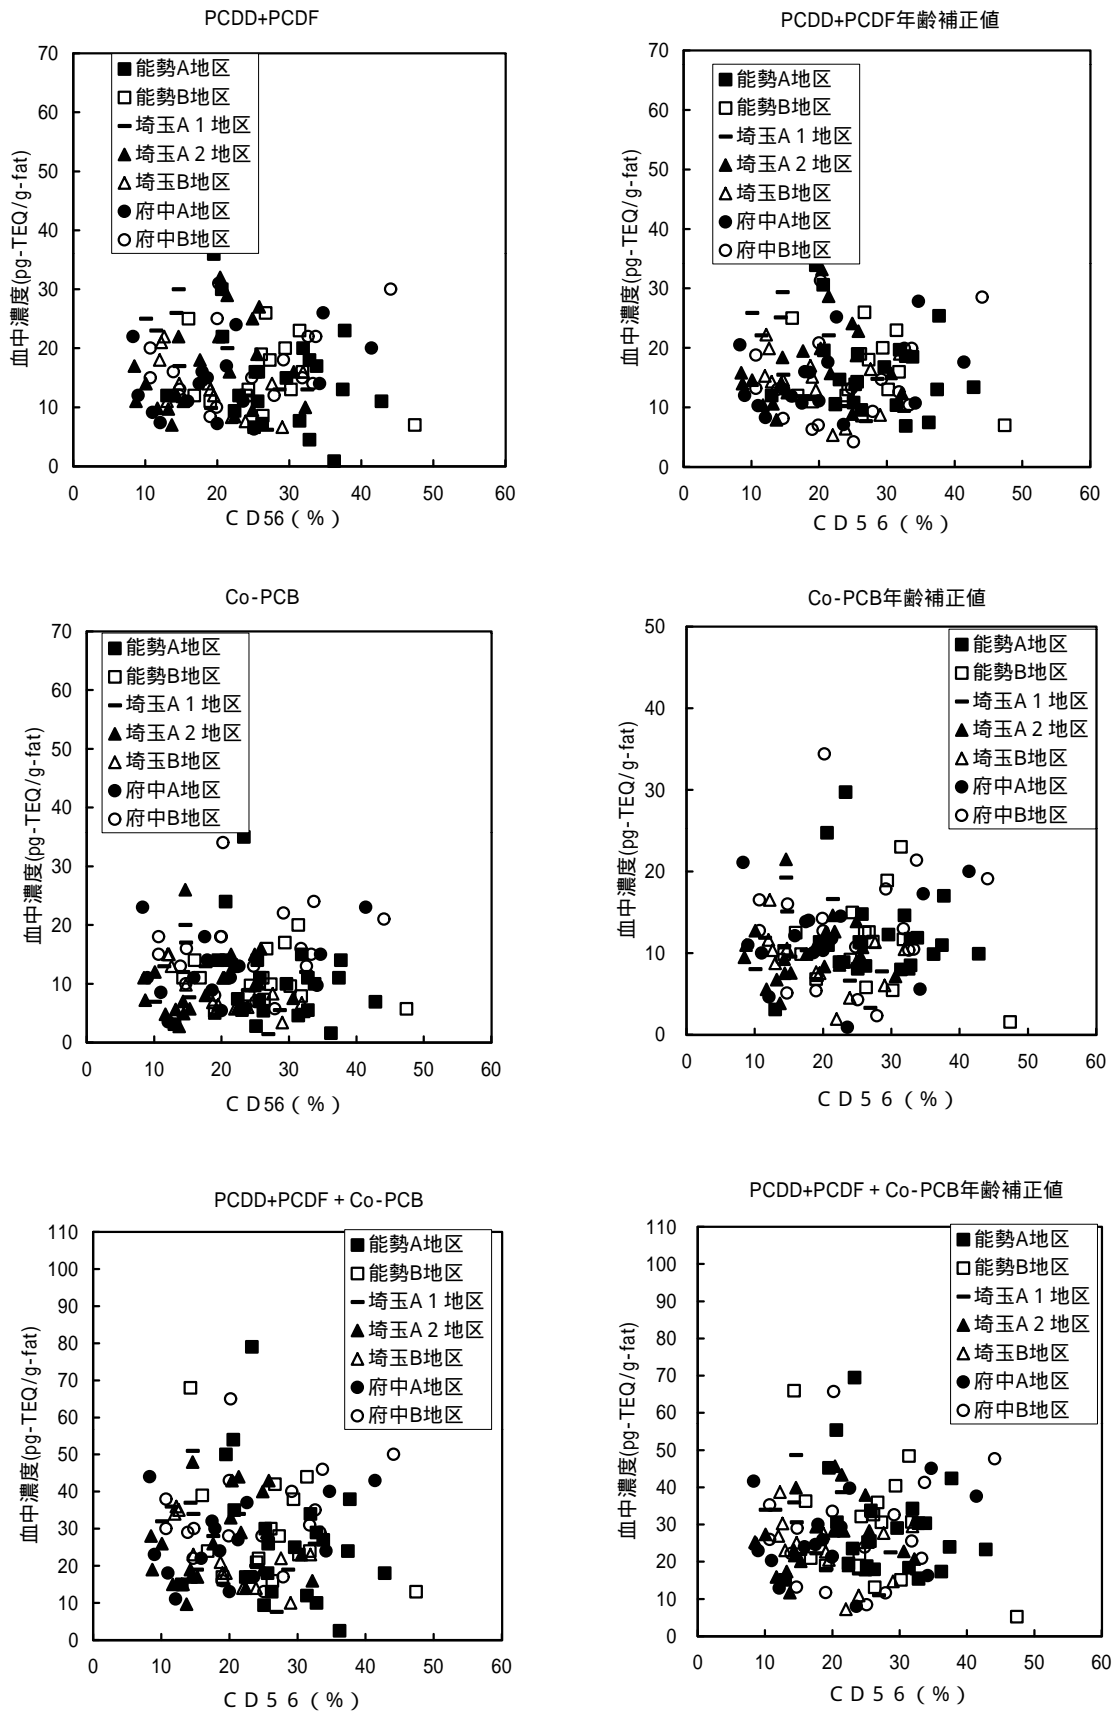 PCDD+PCDF
血中濃度(pg-TEQ/g-fat)
70
60
50
40
30
20
10
0
0 10 20 30 40 50 60
ＣＤ56（％）
能勢A地区
能勢B地区
埼玉A１地区
埼玉A２地区
埼玉B地区
府中A地区
府中B地区
PCDD+PCDF年齢補正値
血中濃度(pg-TEQ/g-fat)
70
60
50
40
30
20
10
0
0 10 20 30 40 50 60
ＣＤ５６（％）
能勢A地区
能勢B地区
埼玉A１地区
埼玉A２地区
埼玉B地区
府中A地区
府中B地区
Co-PCB
血中濃度(pg-TEQ/g-fat)
70
60
50
40
30
20
10
0
0 10 20 30 40 50 60
ＣＤ56（％）
能勢A地区
能勢B地区
埼玉A１地区
埼玉A２地区
埼玉B地区
府中A地区
府中B地区
Co-PCB年齢補正値
血中濃度(pg-TEQ/g-fat)
50
40
30
20
10
0
0 10 20 30 40 50 60
ＣＤ５６（％）
能勢A地区
能勢B地区
埼玉A１地区
埼玉A２地区
埼玉B地区
府中A地区
府中B地区
PCDD+PCDF + Co-PCB
血中濃度(pg-TEQ/g-fat)
110
100
90
80
70
60
50
40
30
20
10
0
0 10 20 30 40 50 60
ＣＤ５６（％）
能勢A地区
能勢B地区
埼玉A１地区
埼玉A２地区
埼玉B地区
府中A地区
府中B地区
PCDD+PCDF + Co-PCB年齢補正値
血中濃度(pg-TEQ/g-fat)
110
100
90
80
70
60
50
40
30
20
10
0
0 10 20 30 40 50 60
ＣＤ５６（％）
能勢A地区
能勢B地区
埼玉A１地区
埼玉A２地区
埼玉B地区
府中A地区
府中B地区